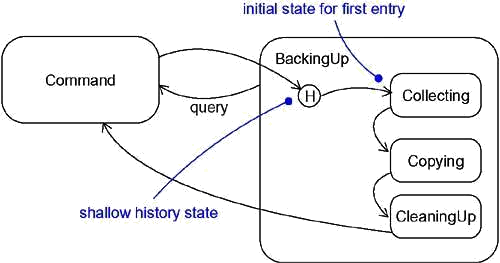 initial state for first entry
BackingUp
Command
H
Collecting
query
Copying
shallow history state
CleaningUp